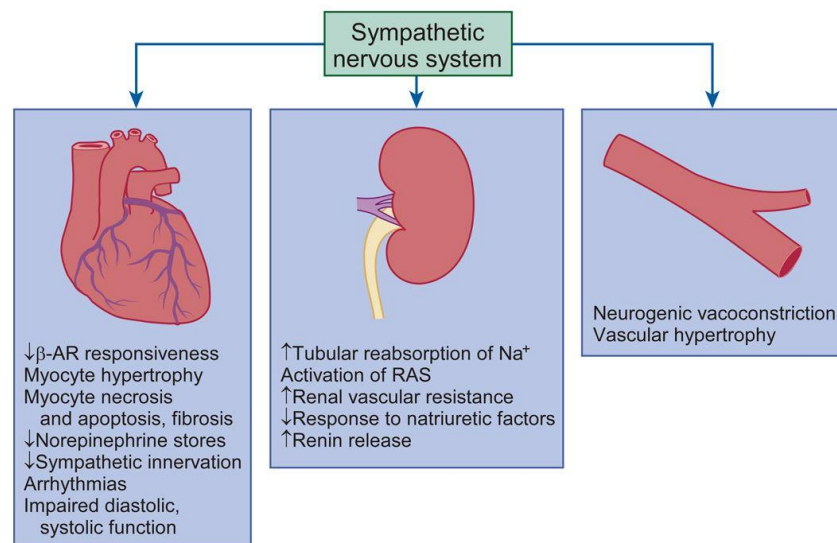 Sympathetic
nervous system
↓β-AR responsiveness
Myocyte hypertrophy
Myocyte necrosis
and apoptosis, fibrosis
↓Norepinephrine stores
↓Sympathetic innervation
Arrhythmias
Impaired diastolic,
systolic function
↑Tubular reabsorption of Na⁺
Activation of RAS
↑Renal vascular resistance
↓Response to natriuretic factors
↑Renin release
Neurogenic vacoconstriction
Vascular hypertrophy